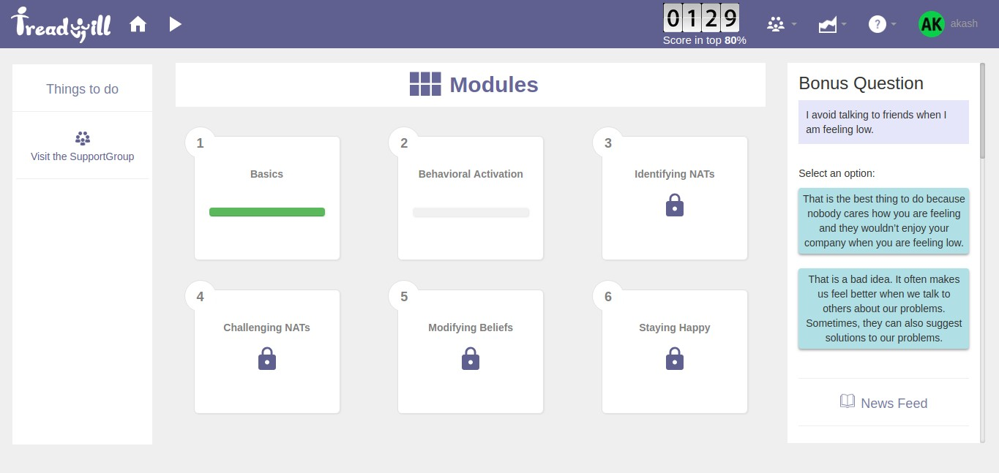 TreadWill
0129
Score in top 80%
?
AK
akash
Things to do
Visit the SupportGroup
Modules
1
Basics
2
Behavioral Activation
3
Identifying NATs
4
Challenging NATs
5
Modifying Beliefs
6
Staying Happy
Bonus Question
I avoid talking to friends when I
am feeling low.
Select an option:
That is the best thing to do because
nobody cares how you are feeling
and they wouldn’t enjoy your
company when you are feeling low.
That is a bad idea. It often makes
us feel better when we talk to
others about our problems.
Sometimes, they can also suggest
solutions to our problems.
News Feed